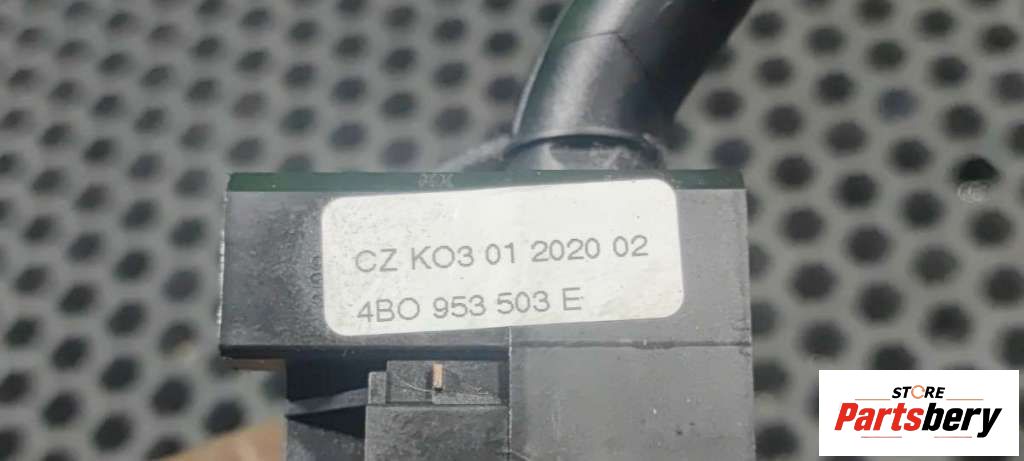 CZ KO3 01 2020 02
4BO 953 503 E
STORE
Partsbery